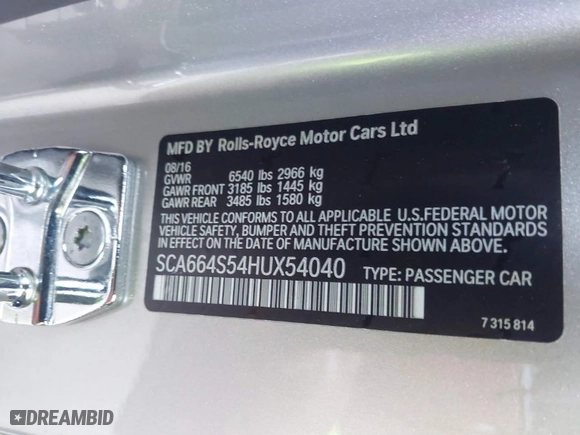 MFD BY Rolls-Royce Motor Cars Ltd
08/16
GVWR 6540 lbs 2966 kg
GAWR FRONT 3185 lbs 1445 kg
GAWR REAR 3485 lbs 1580 kg
THIS VEHICLE CONFORMS TO ALL APPLICABLE U.S.FEDERAL MOTOR
VEHICLE SAFETY, BUMPER AND THEFT PREVENTION STANDARDS
IN EFFECT ON THE DATE OF MANUFACTURE SHOWN ABOVE.
SCA664S54HUX54040 TYPE: PASSENGER CAR
7 315 814
DREAMBID